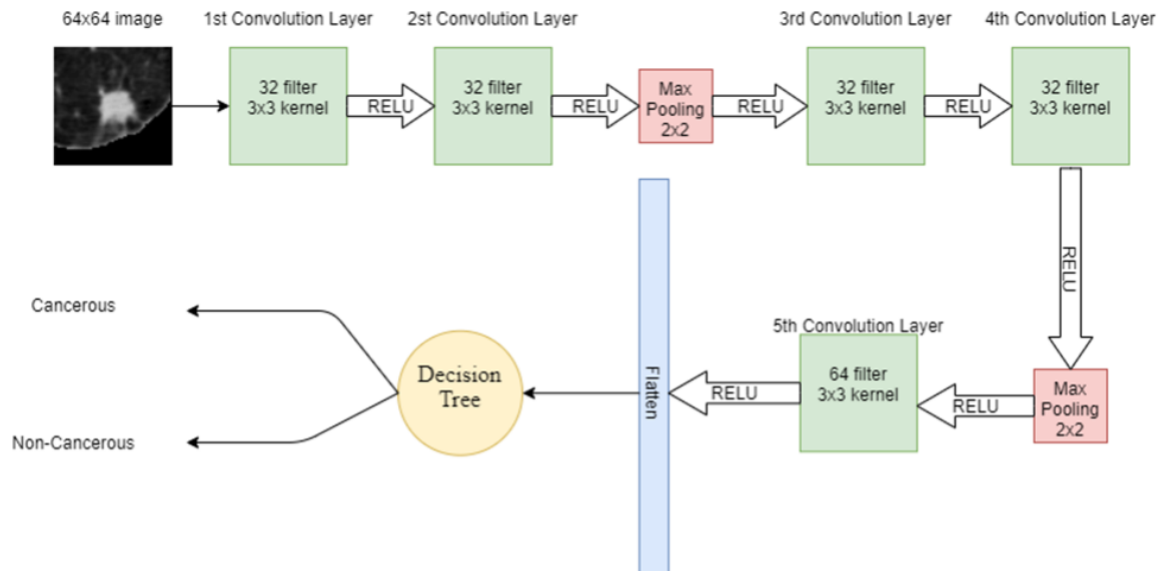 64x64 image
1st Convolution Layer
2st Convolution Layer
3rd Convolution Layer
4th Convolution Layer
32 filter
3x3 kernel
RELU
32 filter
3x3 kernel
RELU
Max
Pooling
2x2
RELU
32 filter
3x3 kernel
RELU
32 filter
3x3 kernel
RELU
Max
Pooling
2x2
RELU
5th Convolution Layer
64 filter
3x3 kernel
RELU
Flatten
Decision
Tree
Cancerous
Non-Cancerous